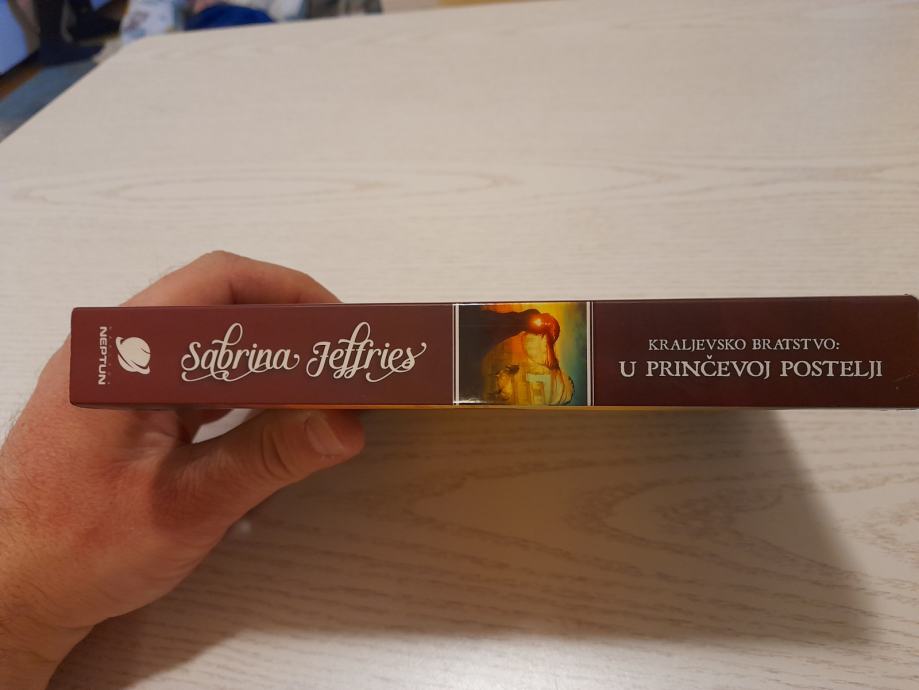 NEPTUN
Sabrina Jeffries
KRALJEVSKO BRATSTVO:
U PRINČEVOJ POSTELJI